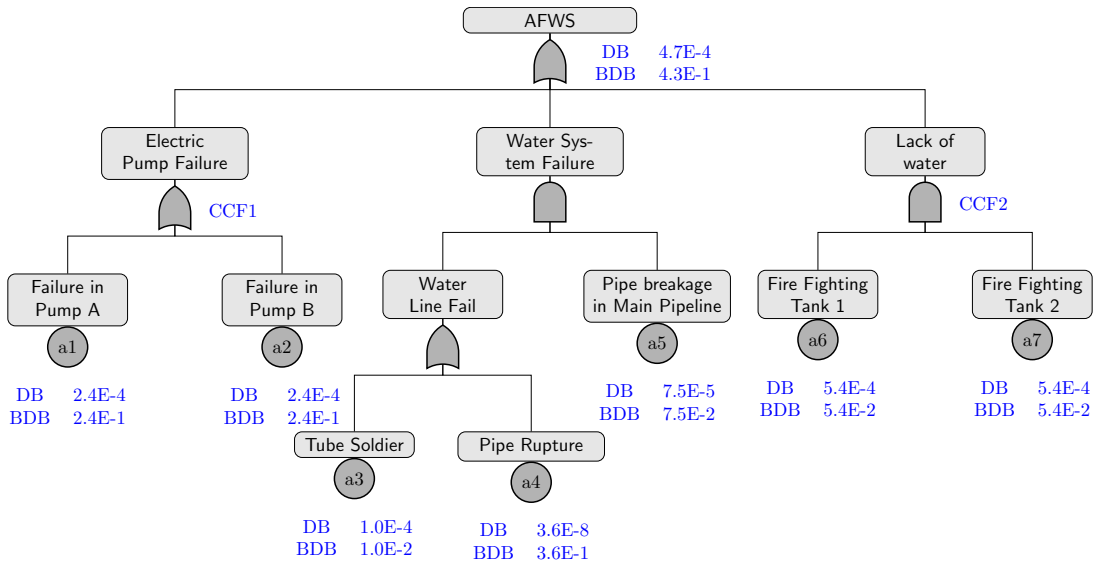 AFWS
DB 4.7E-4
BDB 4.3E-1
Electric
Pump Failure
CCF1
Water Sys-
tem Failure
Lack of
water
CCF2
Failure in
Pump A
a1
DB 2.4E-4
BDB 2.4E-1
Failure in
Pump B
a2
DB 2.4E-4
BDB 2.4E-1
Water
Line Fail
Pipe breakage
in Main Pipeline
a5
DB 7.5E-5
BDB 7.5E-2
Fire Fighting
Tank 1
a6
DB 5.4E-4
BDB 5.4E-2
Fire Fighting
Tank 2
a7
DB 5.4E-4
BDB 5.4E-2
Tube Soldier
a3
DB 1.0E-4
BDB 1.0E-2
Pipe Rupture
a4
DB 3.6E-8
BDB 3.6E-1